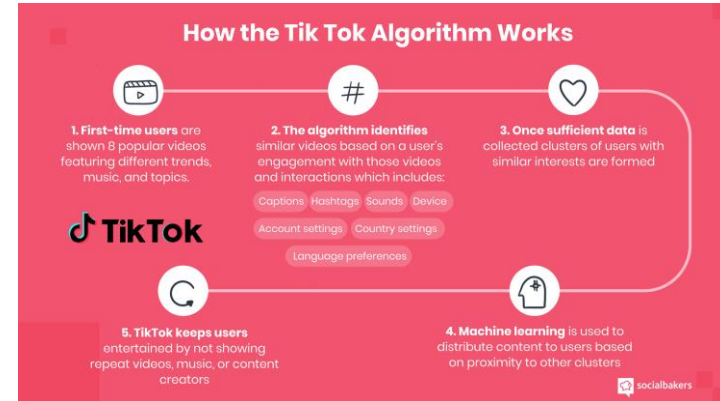 How the Tik Tok Algorithm Works
1. First-time users are
shown 8 popular videos
featuring different trends,
music, and topics.
2. The algorithm identifies
similar videos based on a user's
engagement with those videos
and interactions which includes:
Captions Hashtags Sounds Device
Account settings Country settings
Language preferences
3. Once sufficient data is
collected clusters of users with
similar interests are formed
TikTok
5. TikTok keeps users
entertained by not showing
repeat videos, music, or content
creators
4. Machine learning is used to
distribute content to users based
on proximity to other clusters
socialbakers